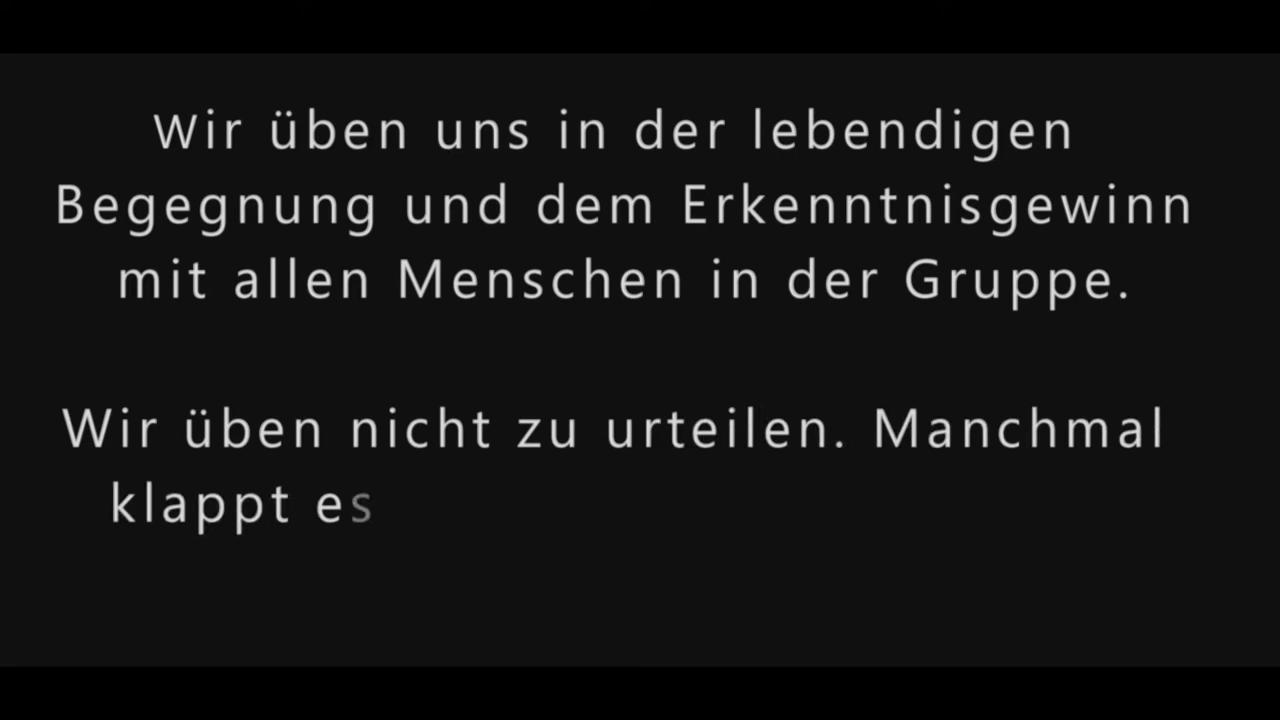 Wir üben uns in der lebendigen
Begegnung und dem Erkenntnisgewinn
mit allen Menschen in der Gruppe.
Wir üben nicht zu urteilen. Manchmal
klappt es